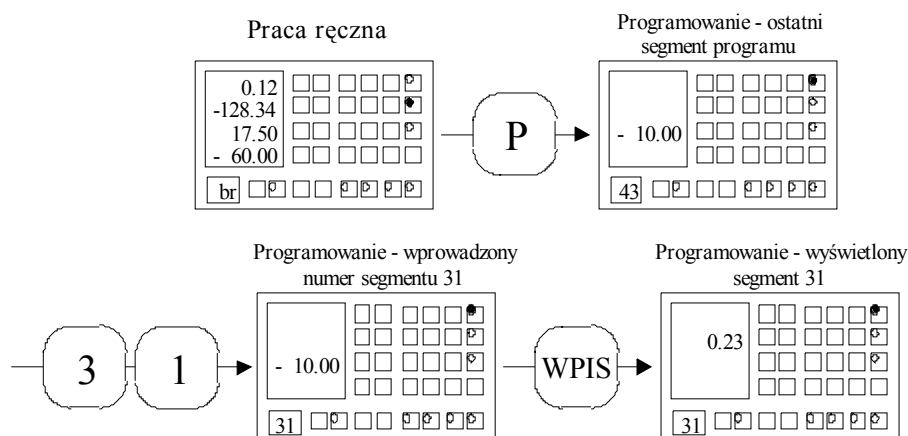 Praca ręczna
Programowanie - ostatni
segment programu
0.12
-128.34
17.50
- 60.00
br
P
- 10.00
43
Programowanie - wprowadzony
numer segmentu 31
Programowanie - wyświetlony
segment 31
3
1
- 10.00
31
WPIS
0.23
31